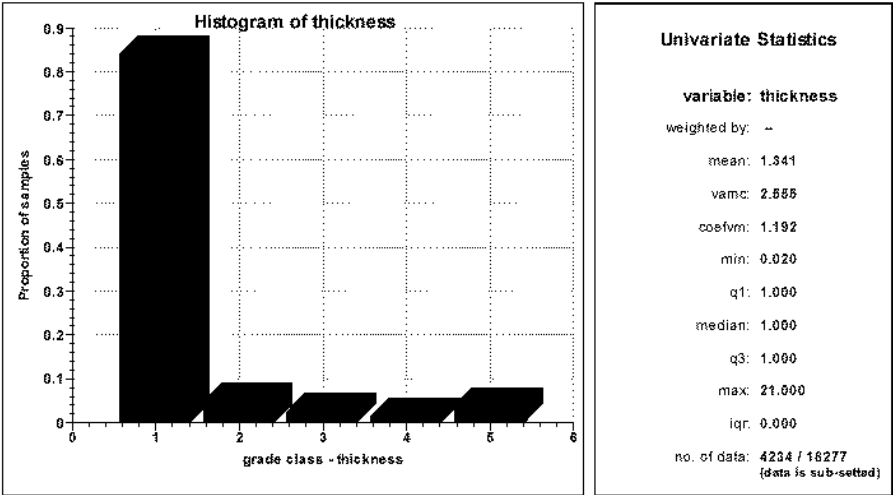 Histogram of thickness
0.9
0.8
0.7
0.6
0.5
0.4
0.3
0.2
0.1
0
0 1 2 3 4 5 6
Proportion of samples
grade class - thickness
Univariate Statistics
variable: thickness
weighted by: --
mean: 1.341
varnc: 2.555
coefvrn: 1.192
min: 0.020
q1: 1.000
median: 1.000
q3: 1.000
max: 21.000
iqr: 0.000
no. of data: 4234 / 18277
(data is sub-setted)